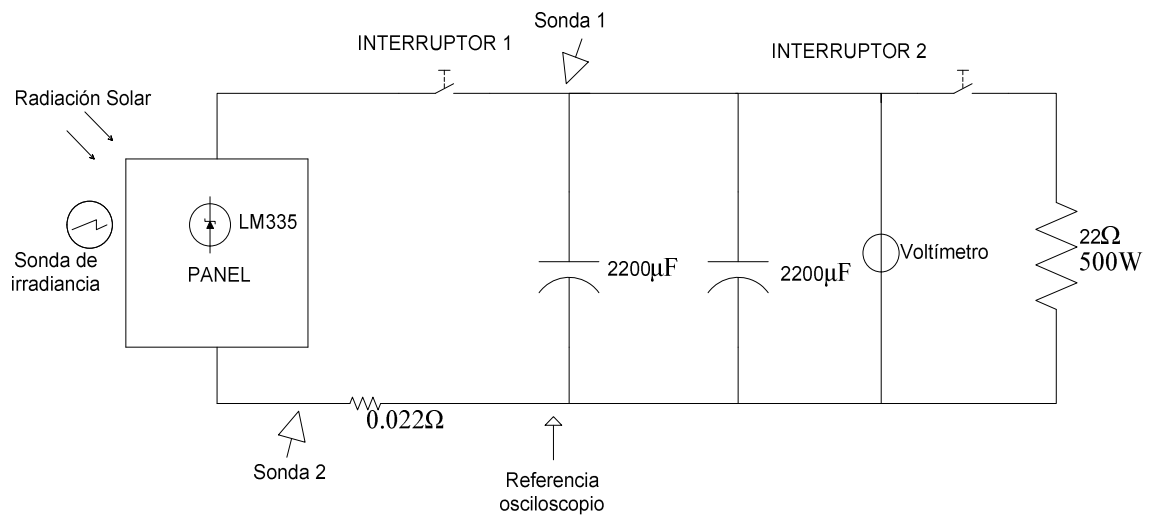 Sonda 1
INTERRUPTOR 1
INTERRUPTOR 2
Radiación Solar
LM335
PANEL
Sonda de
irradiancia
2200µF
2200µF
Voltímetro
22Ω
500W
0.022Ω
Sonda 2
Referencia
osciloscopio